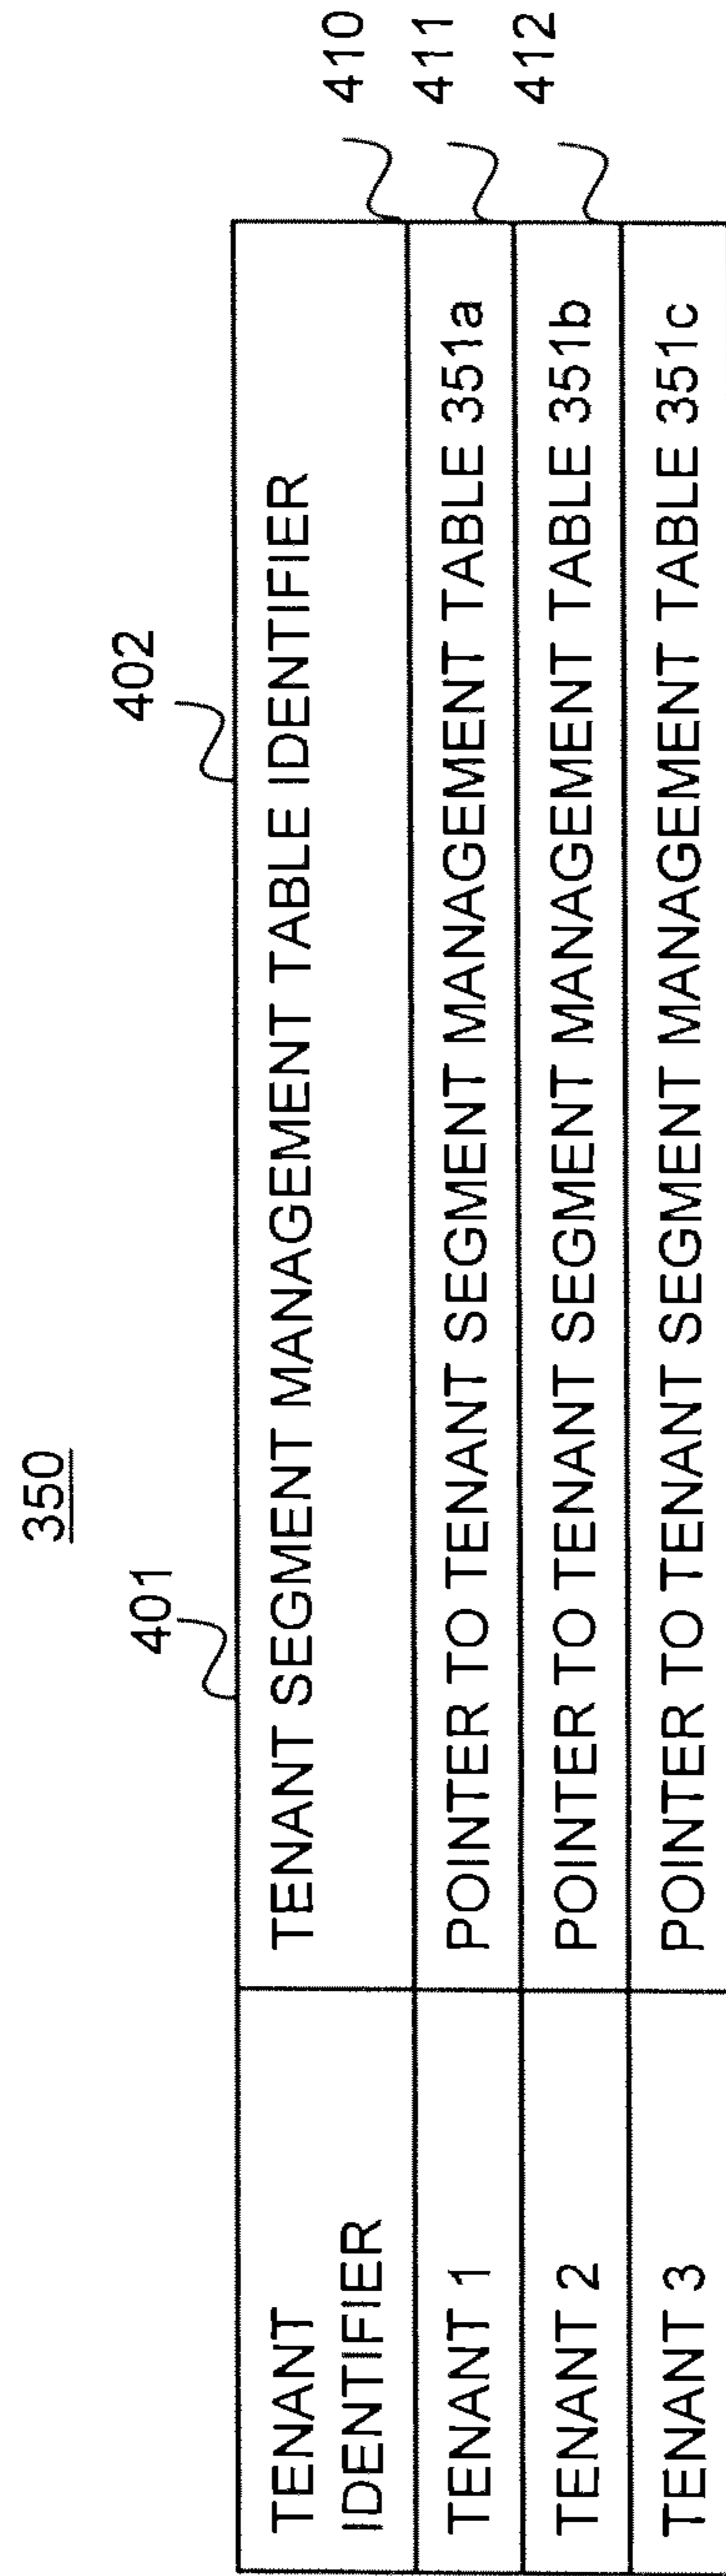 350
401
402
TENANT IDENTIFIER
TENANT SEGMENT MANAGEMENT TABLE IDENTIFIER
410
TENANT 1
POINTER TO TENANT SEGMENT MANAGEMENT TABLE 351a
411
TENANT 2
POINTER TO TENANT SEGMENT MANAGEMENT TABLE 351b
412
TENANT 3
POINTER TO TENANT SEGMENT MANAGEMENT TABLE 351c